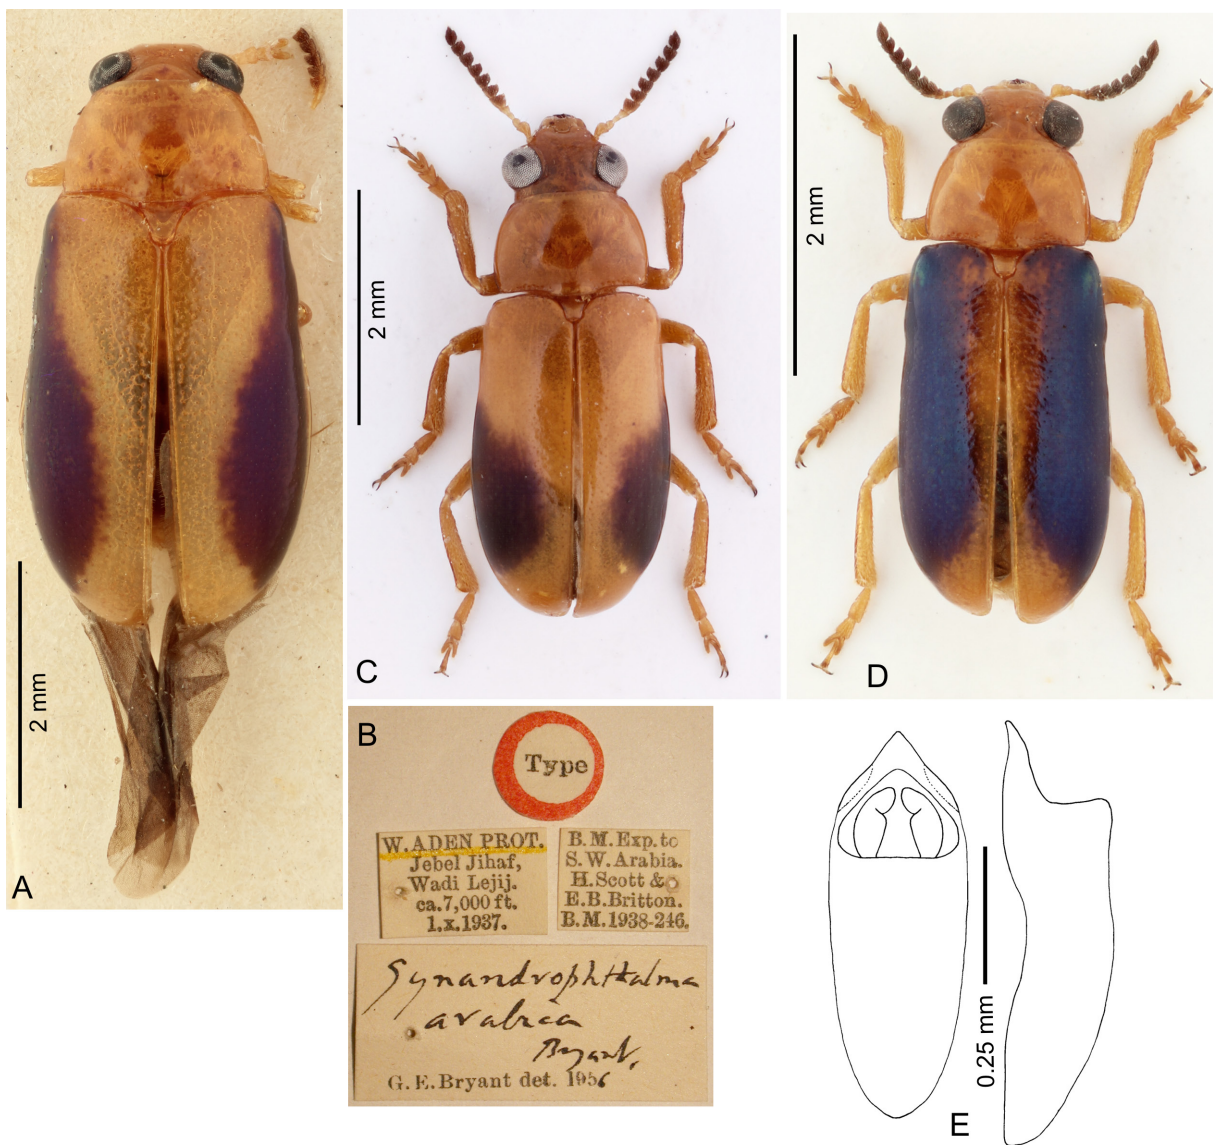 2 mm
A
2 mm
C
2 mm
D
B
Type
W. ADEN PROT.
Jebel Jihaf,
Wadi Lejij.
ca. 7,000 ft.
1.x.1937.
B.M. Exp. to
S.W. Arabia.
H. Scott &
E. B. Britton.
B.M. 1938-246.
Synandrophthalma
arabica
Bryant.
G. E. Bryant det. 1956
0.25 mm
E